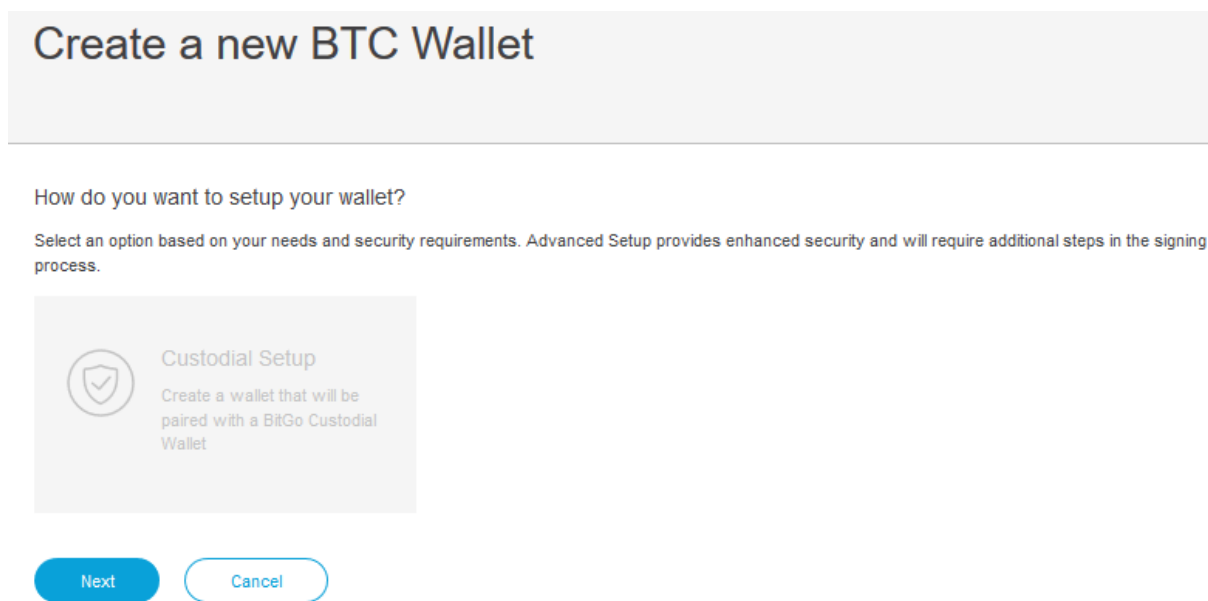 Create a new BTC Wallet
How do you want to setup your wallet?
Select an option based on your needs and security requirements. Advanced Setup provides enhanced security and will require additional steps in the signing
process.
Custodial Setup
Create a wallet that will be
paired with a BitGo Custodial
Wallet
Next
Cancel